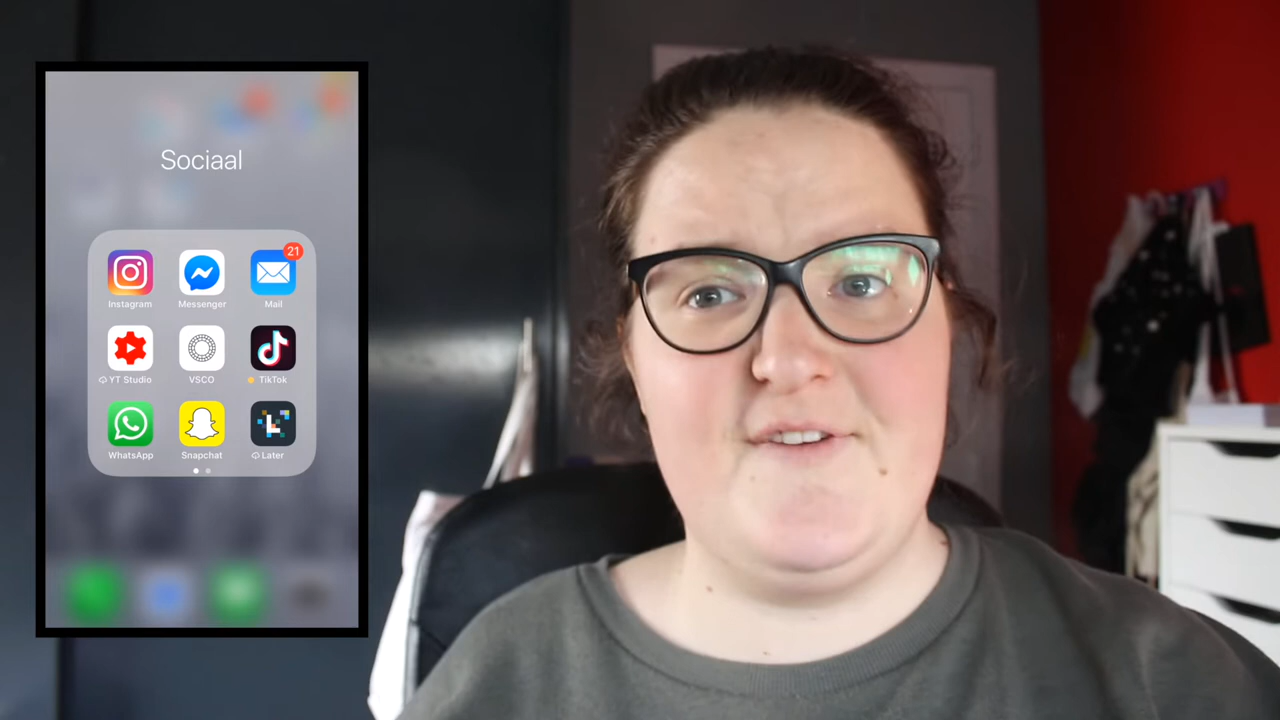 Sociaal
21
Instagram Messenger Mail
YT Studio VSCO TikTok
WhatsApp Snapchat Later